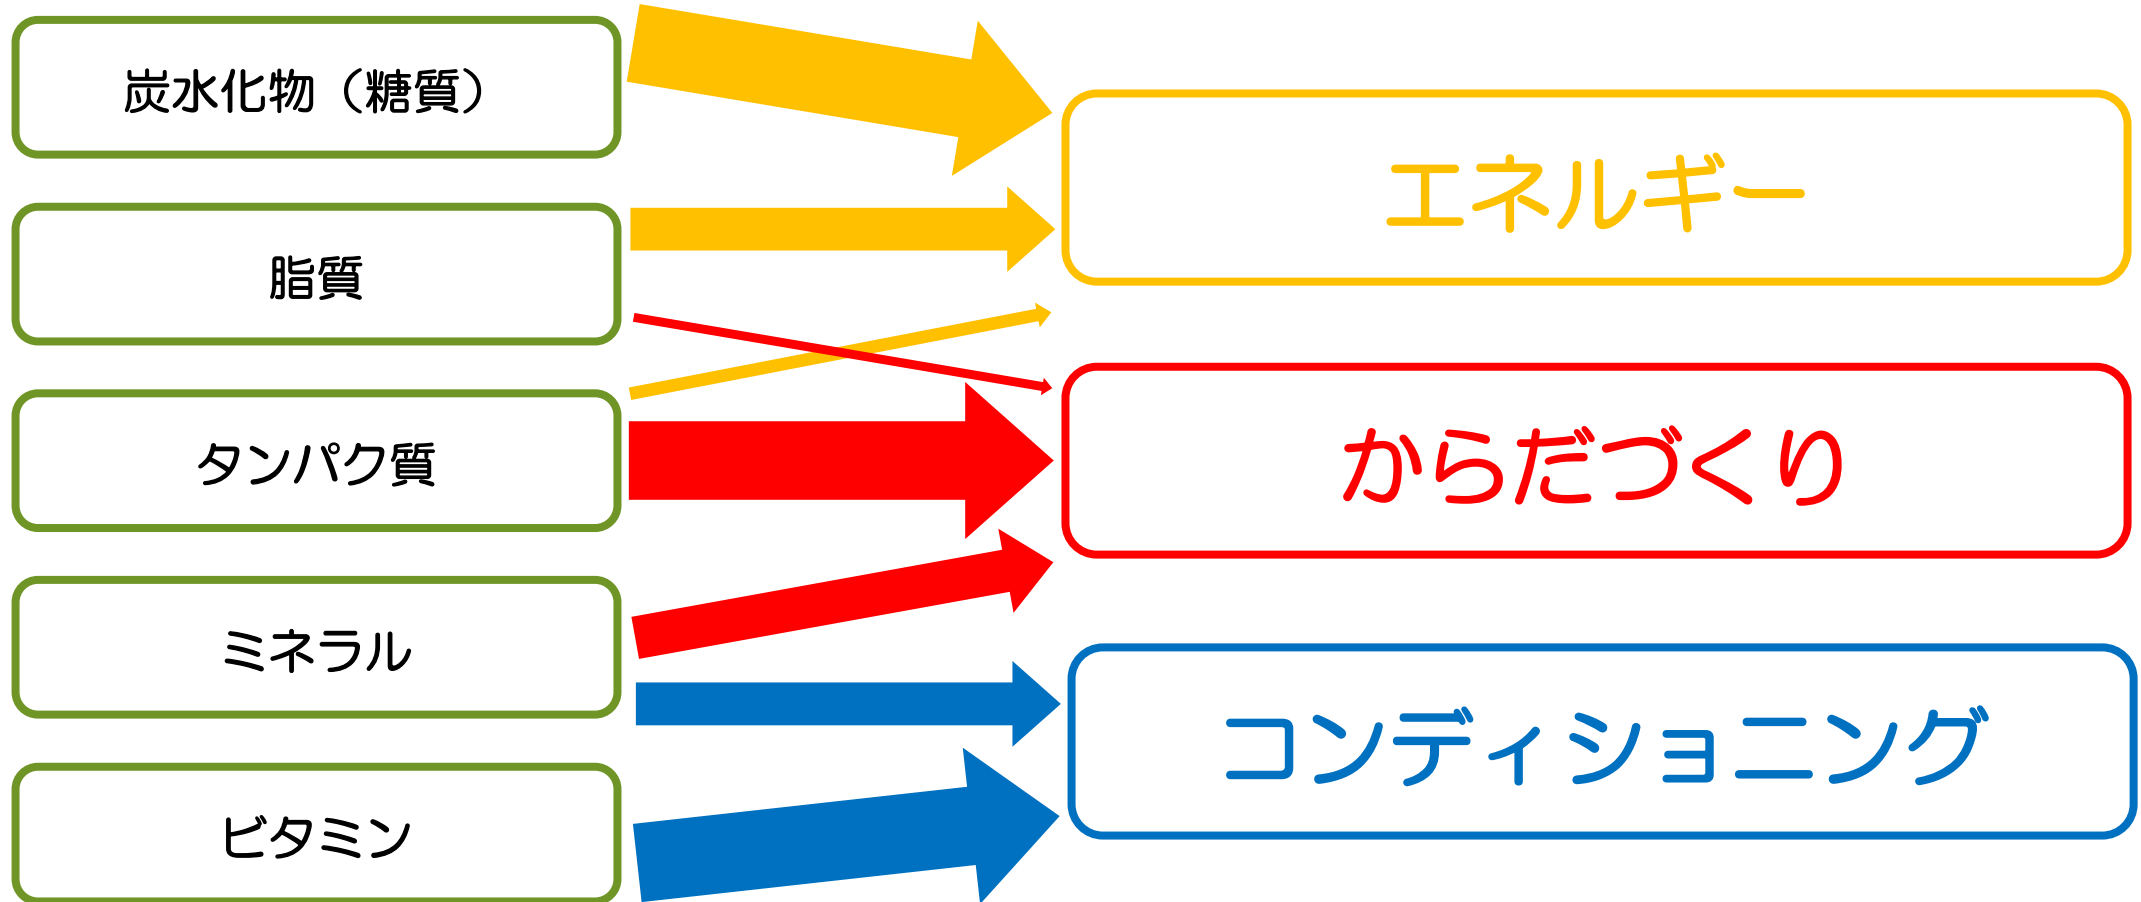 炭水化物（糖質）
脂質
タンパク質
ミネラル
ビタミン
エネルギー
からだづくり
コンディショニング